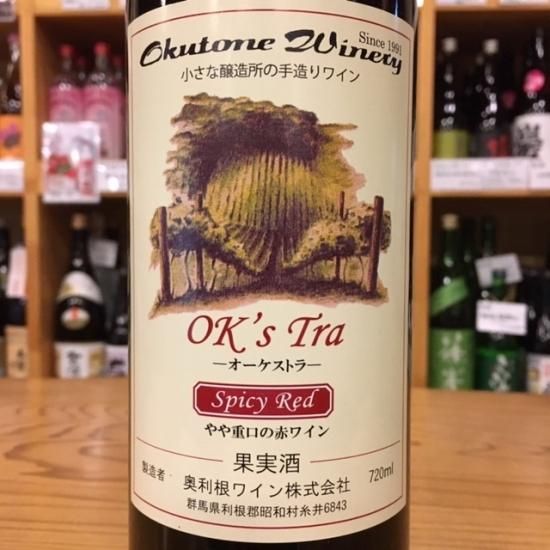 Okutone Winery
Since 1991
小さな醸造所の手造りワイン
OK's Tra
―オーケストラ―
Spicy Red
やや重口の赤ワイン
果実酒
製造者
奥利根ワイン株式会社
720ml
群馬県利根郡昭和村糸井6843